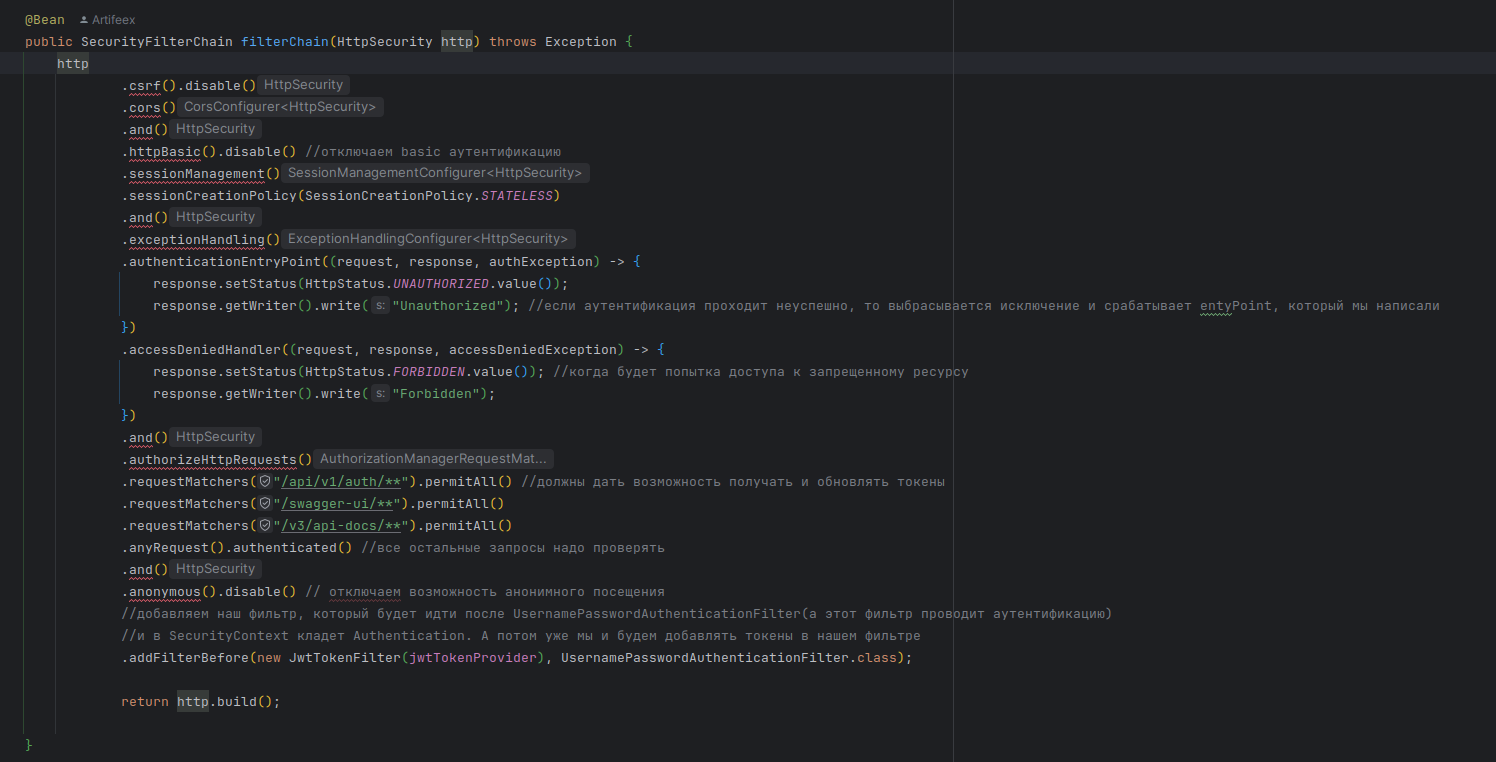 @Bean Artifeex
public SecurityFilterChain filterChain(HttpSecurity http) throws Exception {
http
.csrf().disable() HttpSecurity
.cors() CorsConfigurer<HttpSecurity>
.and() HttpSecurity
.httpBasic().disable() //отключаем basic аутентификацию
.sessionManagement() SessionManagementConfigurer<HttpSecurity>
.sessionCreationPolicy(SessionCreationPolicy.STATELESS)
.and() HttpSecurity
.exceptionHandling() ExceptionHandlingConfigurer<HttpSecurity>
.authenticationEntryPoint((request, response, authException) -> {
response.setStatus(HttpStatus.UNAUTHORIZED.value());
response.getWriter().write( s: "Unauthorized"); //если аутентификация проходит неуспешно, то выбрасывается исключение и срабатывает entyPoint, который мы написали
})
.accessDeniedHandler((request, response, accessDeniedException) -> {
response.setStatus(HttpStatus.FORBIDDEN.value()); //когда будет попытка доступа к запрещенному ресурсу
response.getWriter().write( s: "Forbidden");
})
.and() HttpSecurity
.authorizeHttpRequests() AuthorizationManagerRequestMat...
.requestMatchers("/api/v1/auth/**").permitAll() //должны дать возможность получать и обновлять токены
.requestMatchers("/swagger-ui/**").permitAll()
.requestMatchers("/v3/api-docs/**").permitAll()
.anyRequest().authenticated() //все остальные запросы надо проверять
.and() HttpSecurity
.anonymous().disable() // отключаем возможность анонимного посещения
//добавляем наш фильтр, который будет идти после UsernamePasswordAuthenticationFilter(а этот фильтр проводит аутентификацию)
//и в SecurityContext кладет Authentication. А потом уже мы и будем добавлять токены в нашем фильтре
.addFilterBefore(new JwtTokenFilter(jwtTokenProvider), UsernamePasswordAuthenticationFilter.class);
return http.build();
}